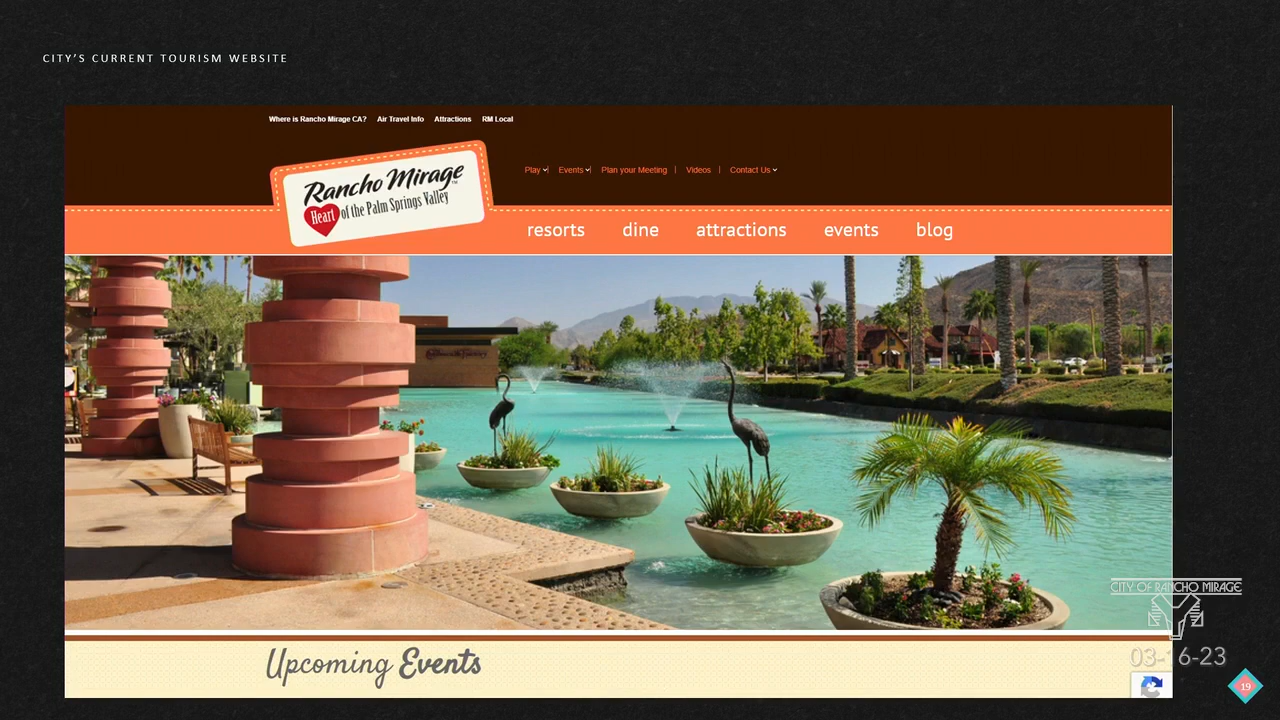 CITY'S CURRENT TOURISM WEBSITE
Where is Rancho Mirage CA? Air Travel Info Attractions RM Local
Play Events Plan your Meeting Videos Contact Us
Rancho Mirage™
Heart of the Palm Springs Valley
resorts dine attractions events blog
Upcoming Events
CITY OF RANCHO MIRAGE
03-16-23
19